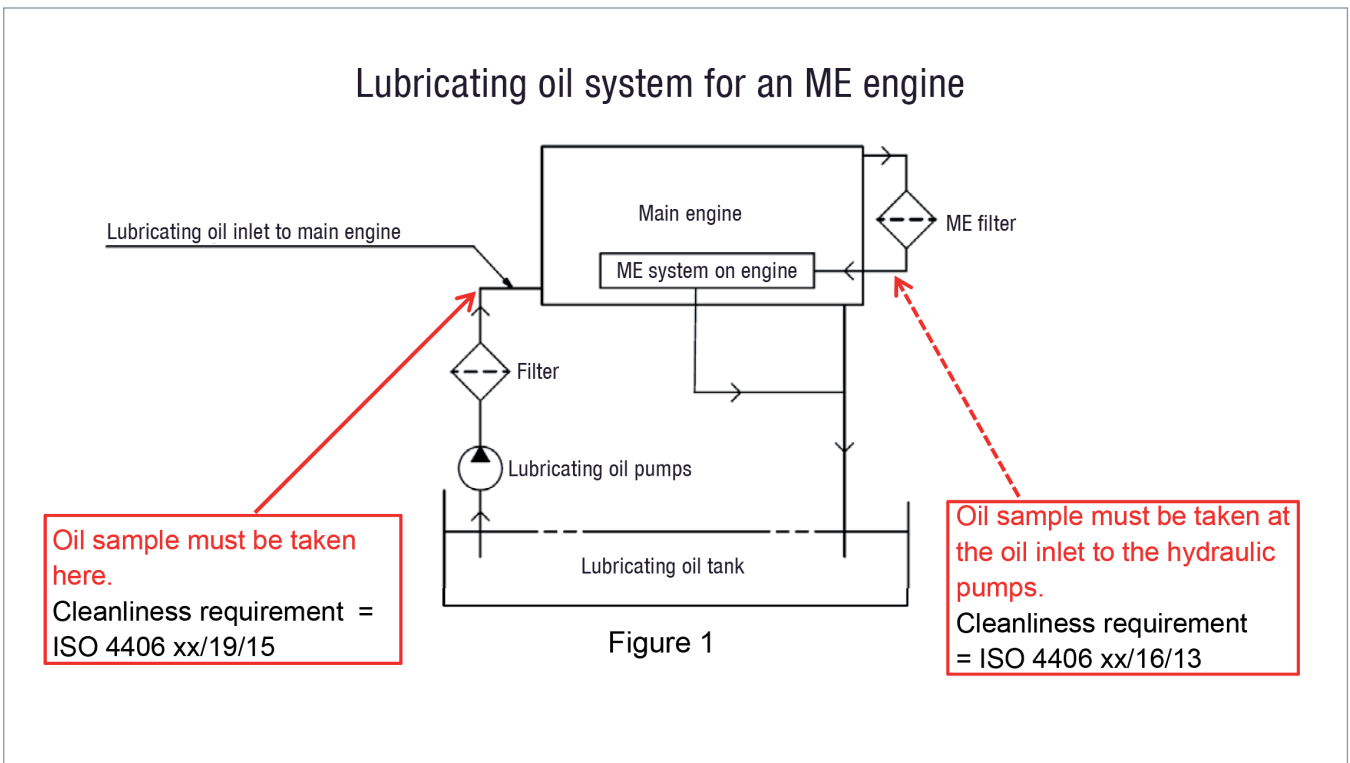 Lubricating oil system for an ME engine
Main engine
ME filter
Lubricating oil inlet to main engine
ME system on engine
Filter
Lubricating oil pumps
Oil sample must be taken
here.
Cleanliness requirement =
ISO 4406 xx/19/15
Lubricating oil tank
Oil sample must be taken at
the oil inlet to the hydraulic
pumps.
Cleanliness requirement
= ISO 4406 xx/16/13
Figure 1